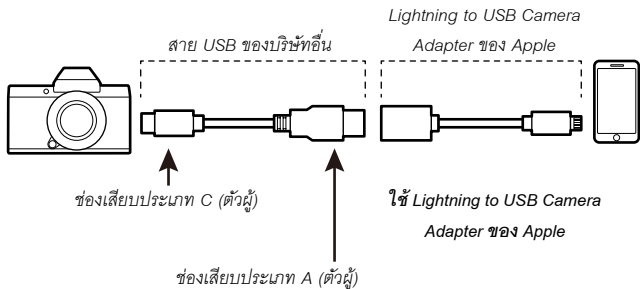 สาย USB ของบริษัทอื่น
Lightning to USB Camera
Adapter ของ Apple
ช่องเสียบประเภท C (ตัวผู้)
ช่องเสียบประเภท A (ตัวผู้)
ใช้ Lightning to USB Camera
Adapter ของ Apple